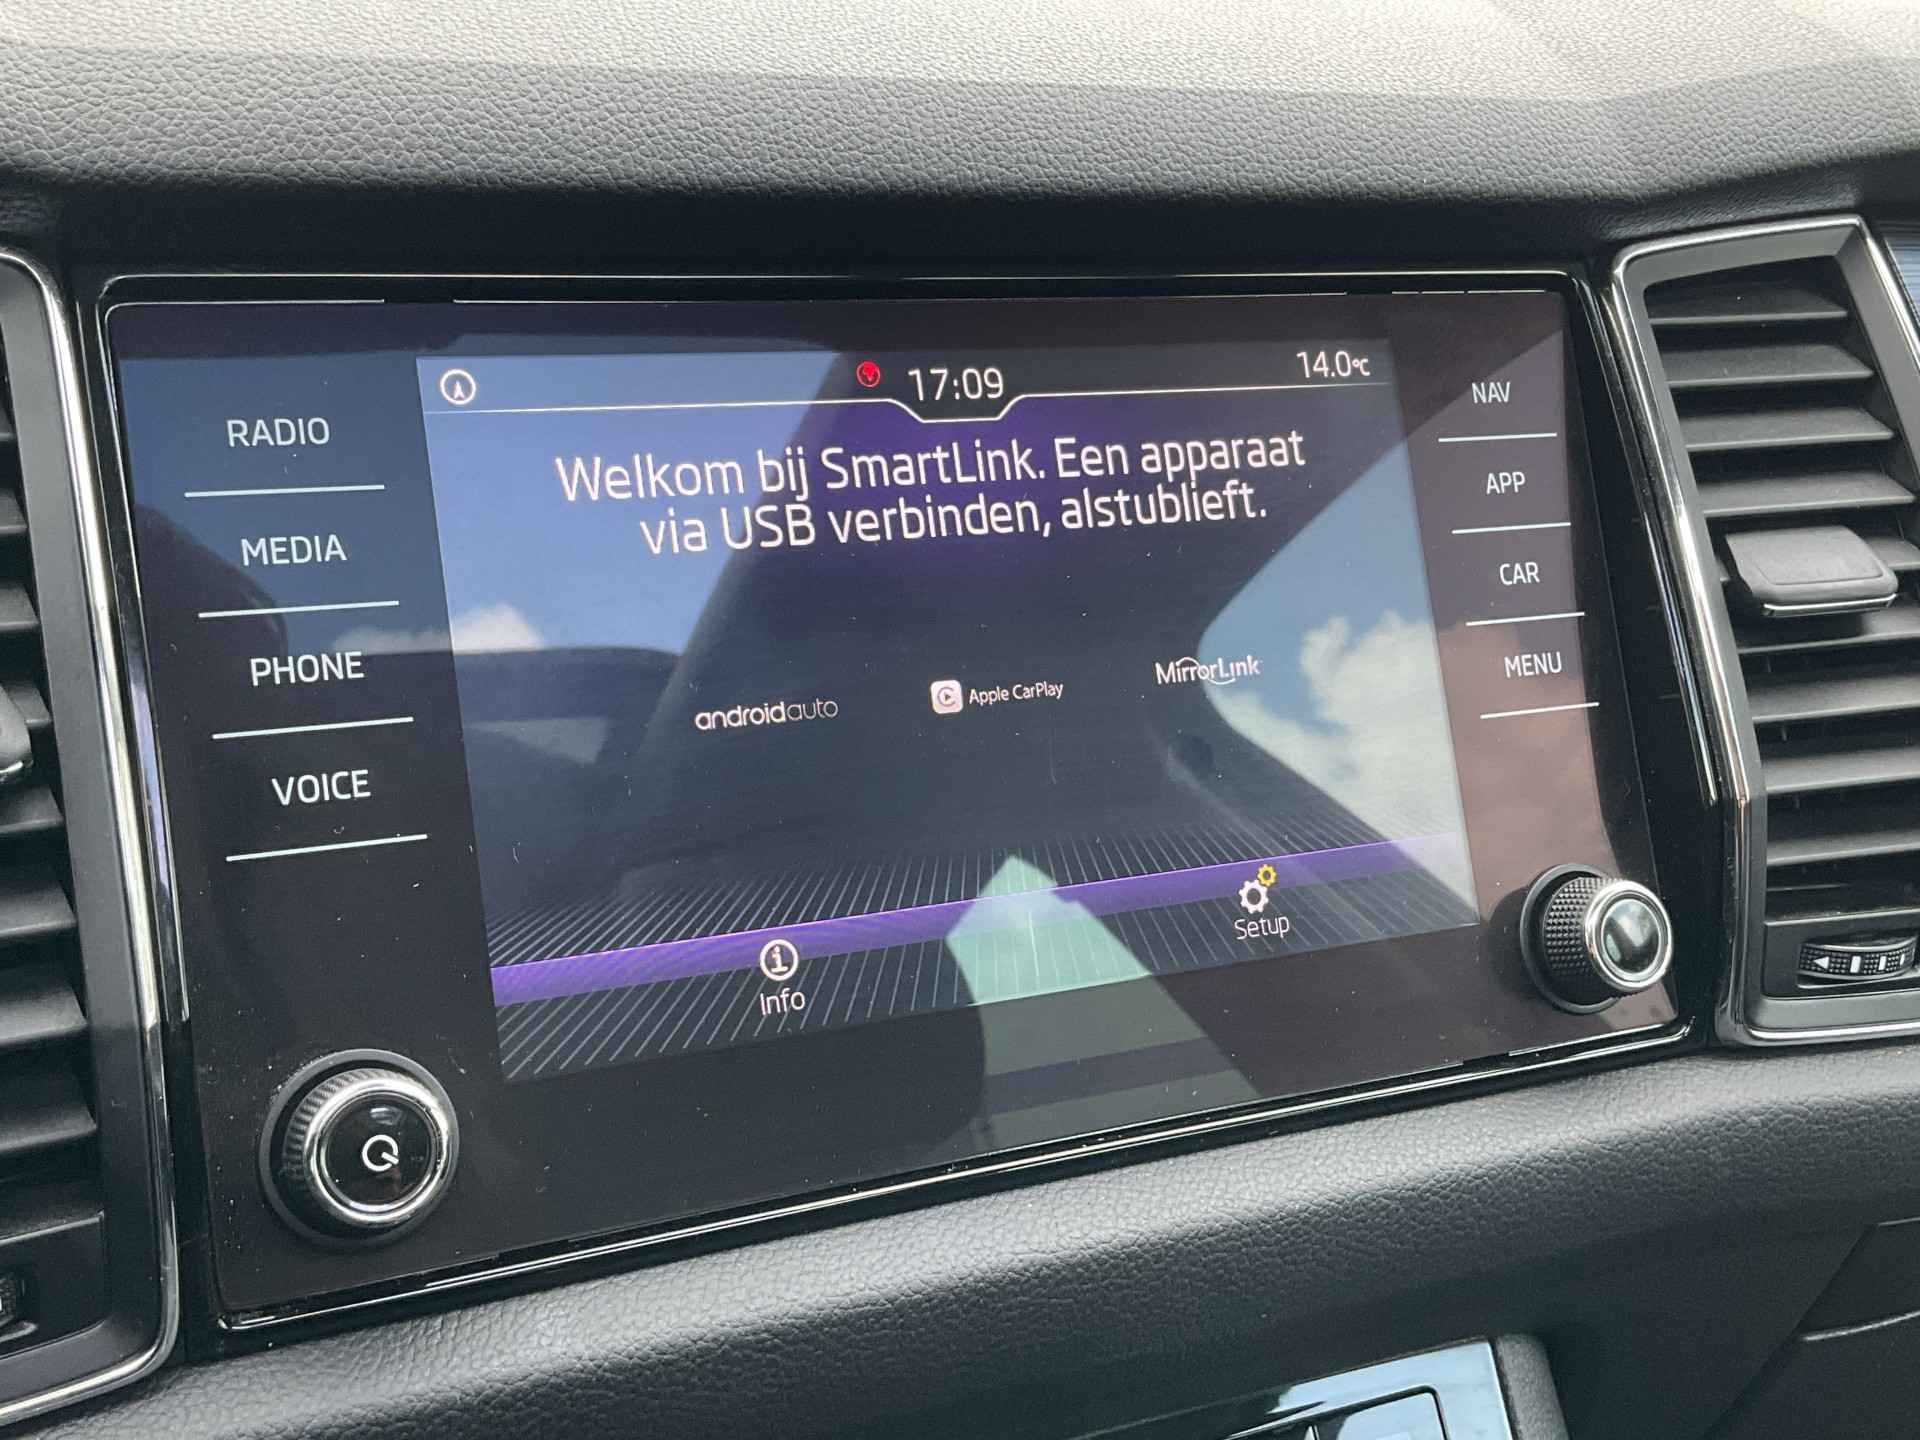 17:09
14.0°C
RADIO
MEDIA
PHONE
VOICE
Welkom bij SmartLink. Een apparaat
via USB verbinden, alstublieft.
androidauto
Apple CarPlay
MirrorLink
Info
Setup
NAV
APP
CAR
MENU